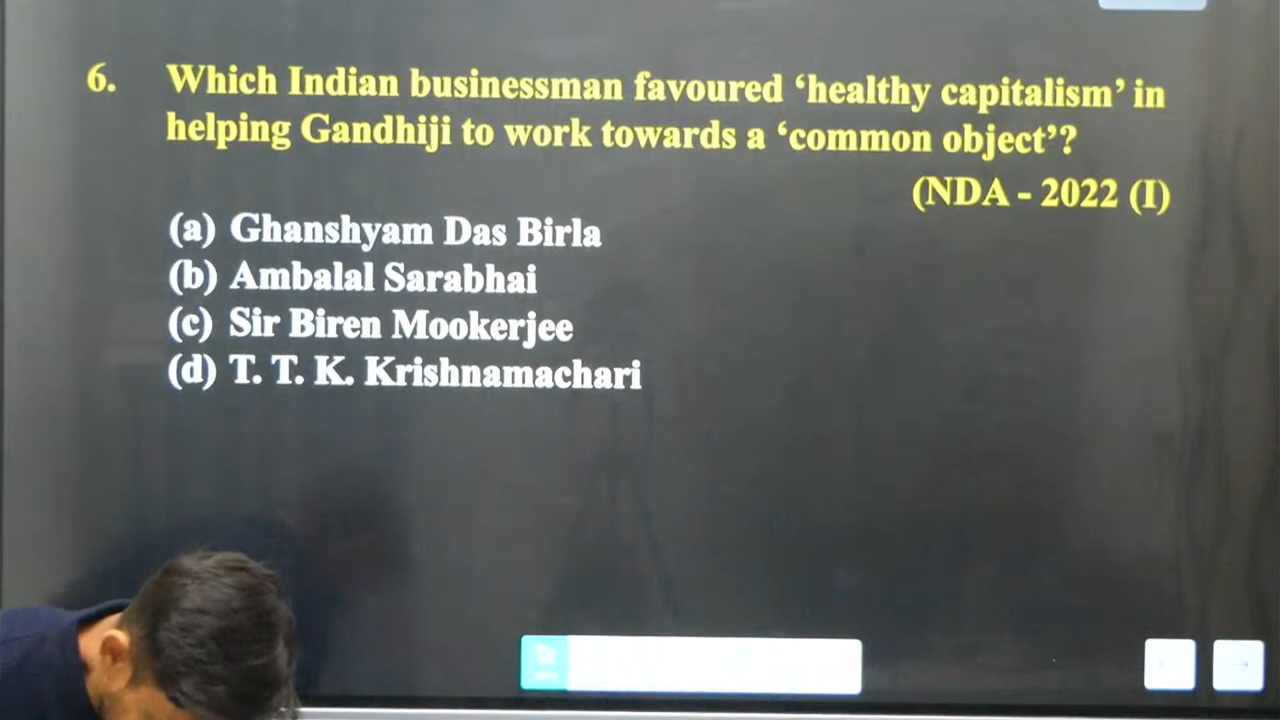 6. Which Indian businessman favoured ‘healthy capitalism’ in
helping Gandhiji to work towards a ‘common object’?
(NDA - 2022 (I)
(a) Ghanshyam Das Birla
(b) Ambalal Sarabhai
(c) Sir Biren Mookerjee
(d) T. T. K. Krishnamachari